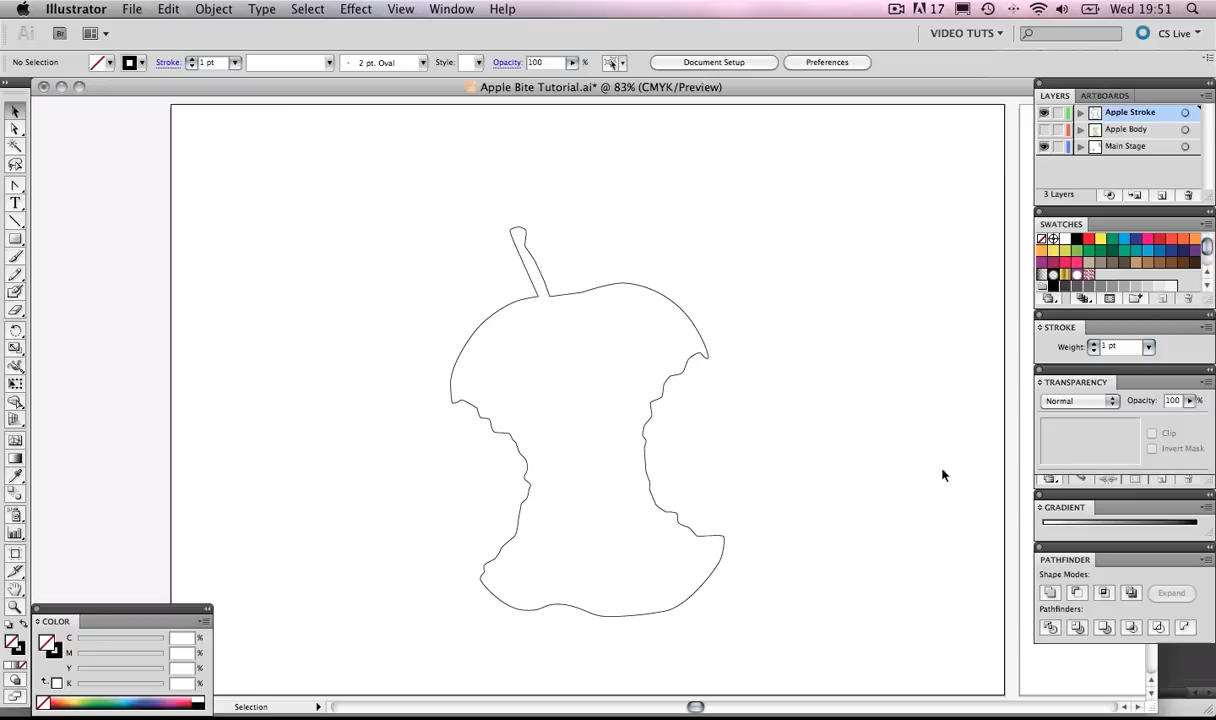 Illustrator File Edit Object Type Select Effect View Window Help 17 Wed 19:51
Ai Br VIDEO TUTS CS Live
No Selection Stroke: 1 pt 2 pt. Oval Style: Opacity: 100 % Document Setup Preferences
Apple Bite Tutorial.ai* @ 83% (CMYK/Preview)
LAYERS ARTBOARDS
Apple Stroke
Apple Body
Main Stage
3 Layers
SWATCHES
STROKE
Weight: 1 pt
TRANSPARENCY
Normal Opacity: 100 %
Clip
Invert Mask
GRADIENT
PATHFINDER
Shape Modes:
Expand
Pathfinders:
COLOR
C %
M %
Y %
K %
Selection